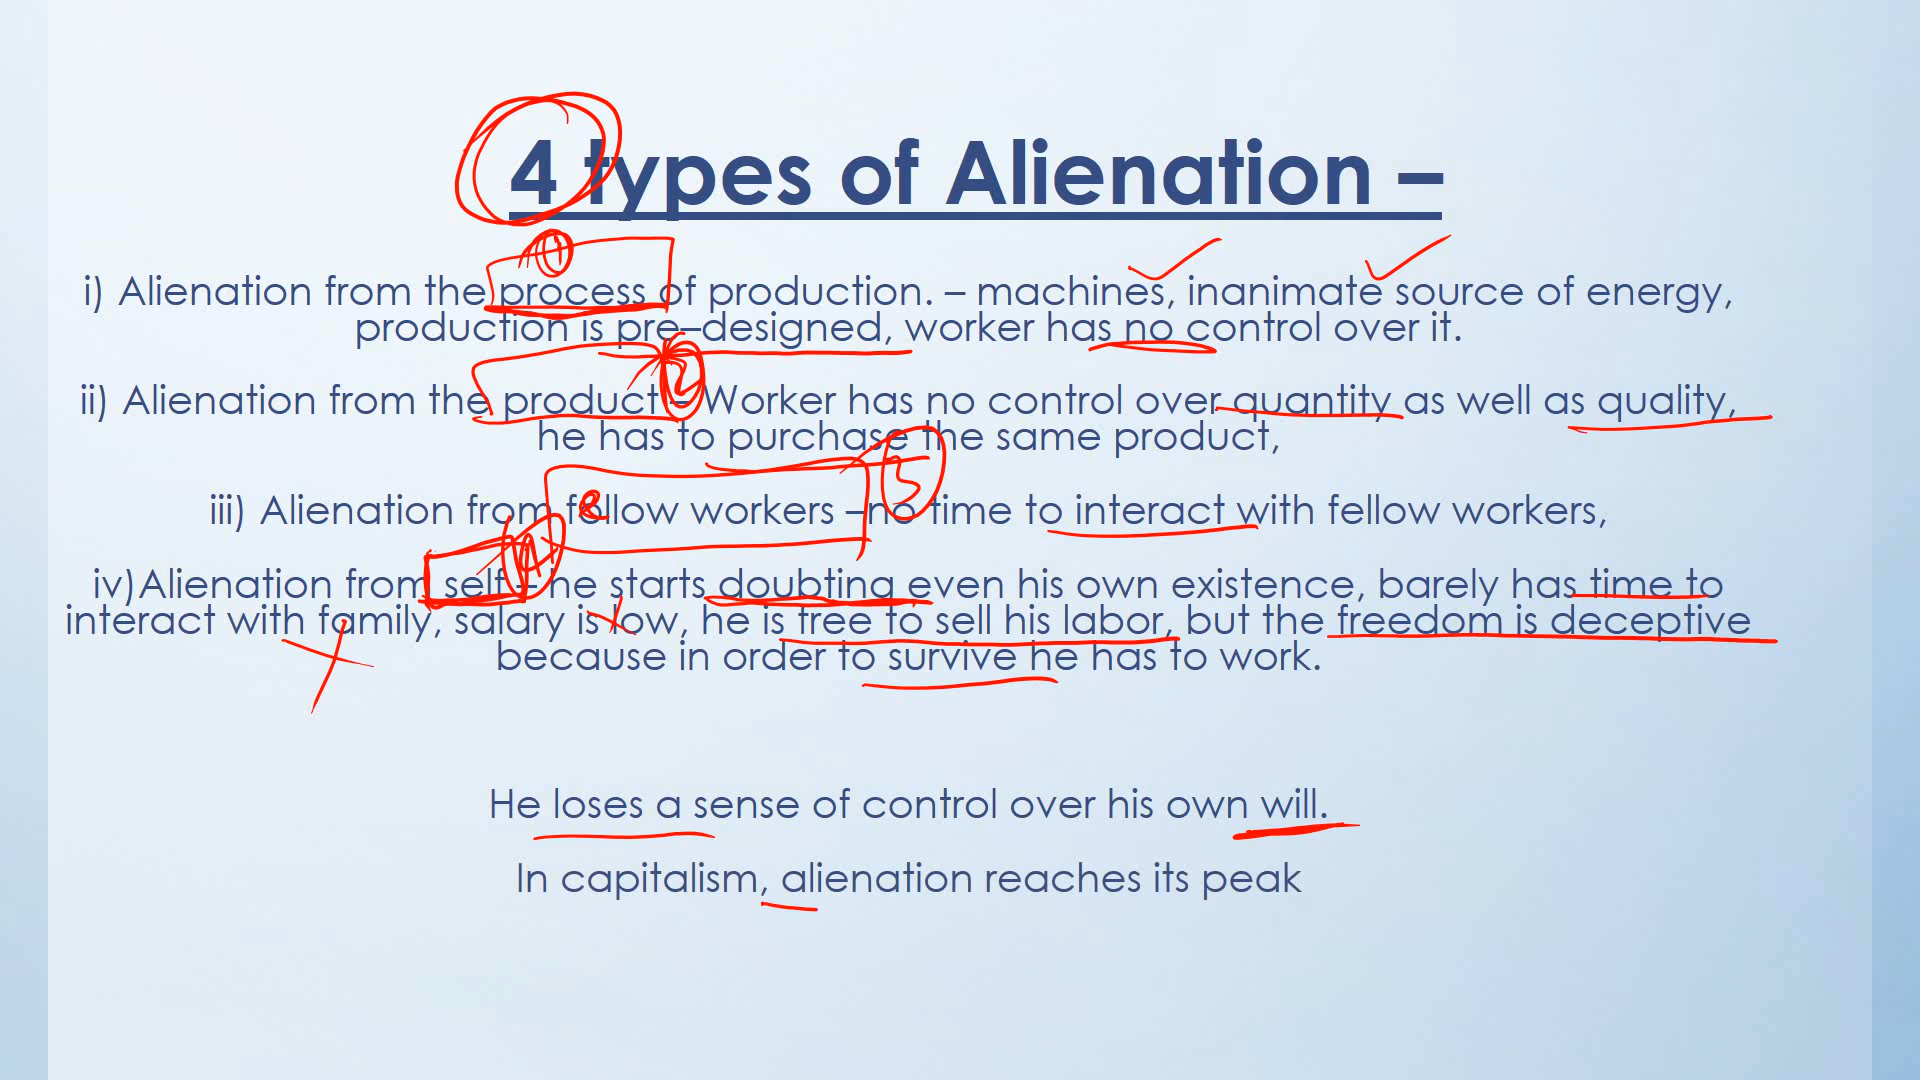 4 types of Alienation –
i) Alienation from the process of production. – machines, inanimate source of energy,
production is pre–designed, worker has no control over it.
ii) Alienation from the product – Worker has no control over quantity as well as quality,
he has to purchase the same product,
iii) Alienation from fellow workers –no time to interact with fellow workers,
iv)Alienation from self – he starts doubting even his own existence, barely has time to
interact with family, salary is low, he is free to sell his labor, but the freedom is deceptive
because in order to survive he has to work.
He loses a sense of control over his own will.
In capitalism, alienation reaches its peak
1
2
3
4